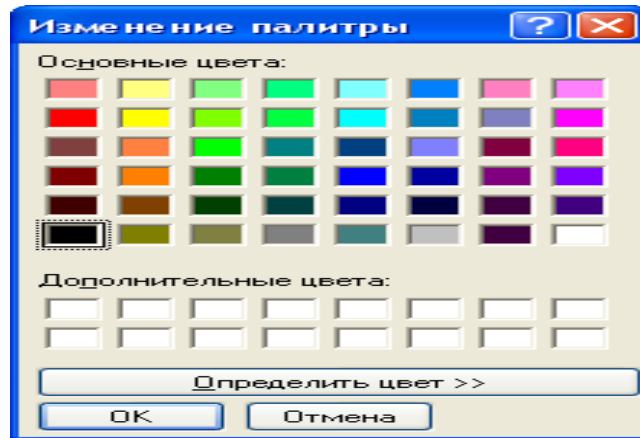 Изменение палитры
Основные цвета:
Дополнительные цвета:
Определить цвет >>
OK Отмена